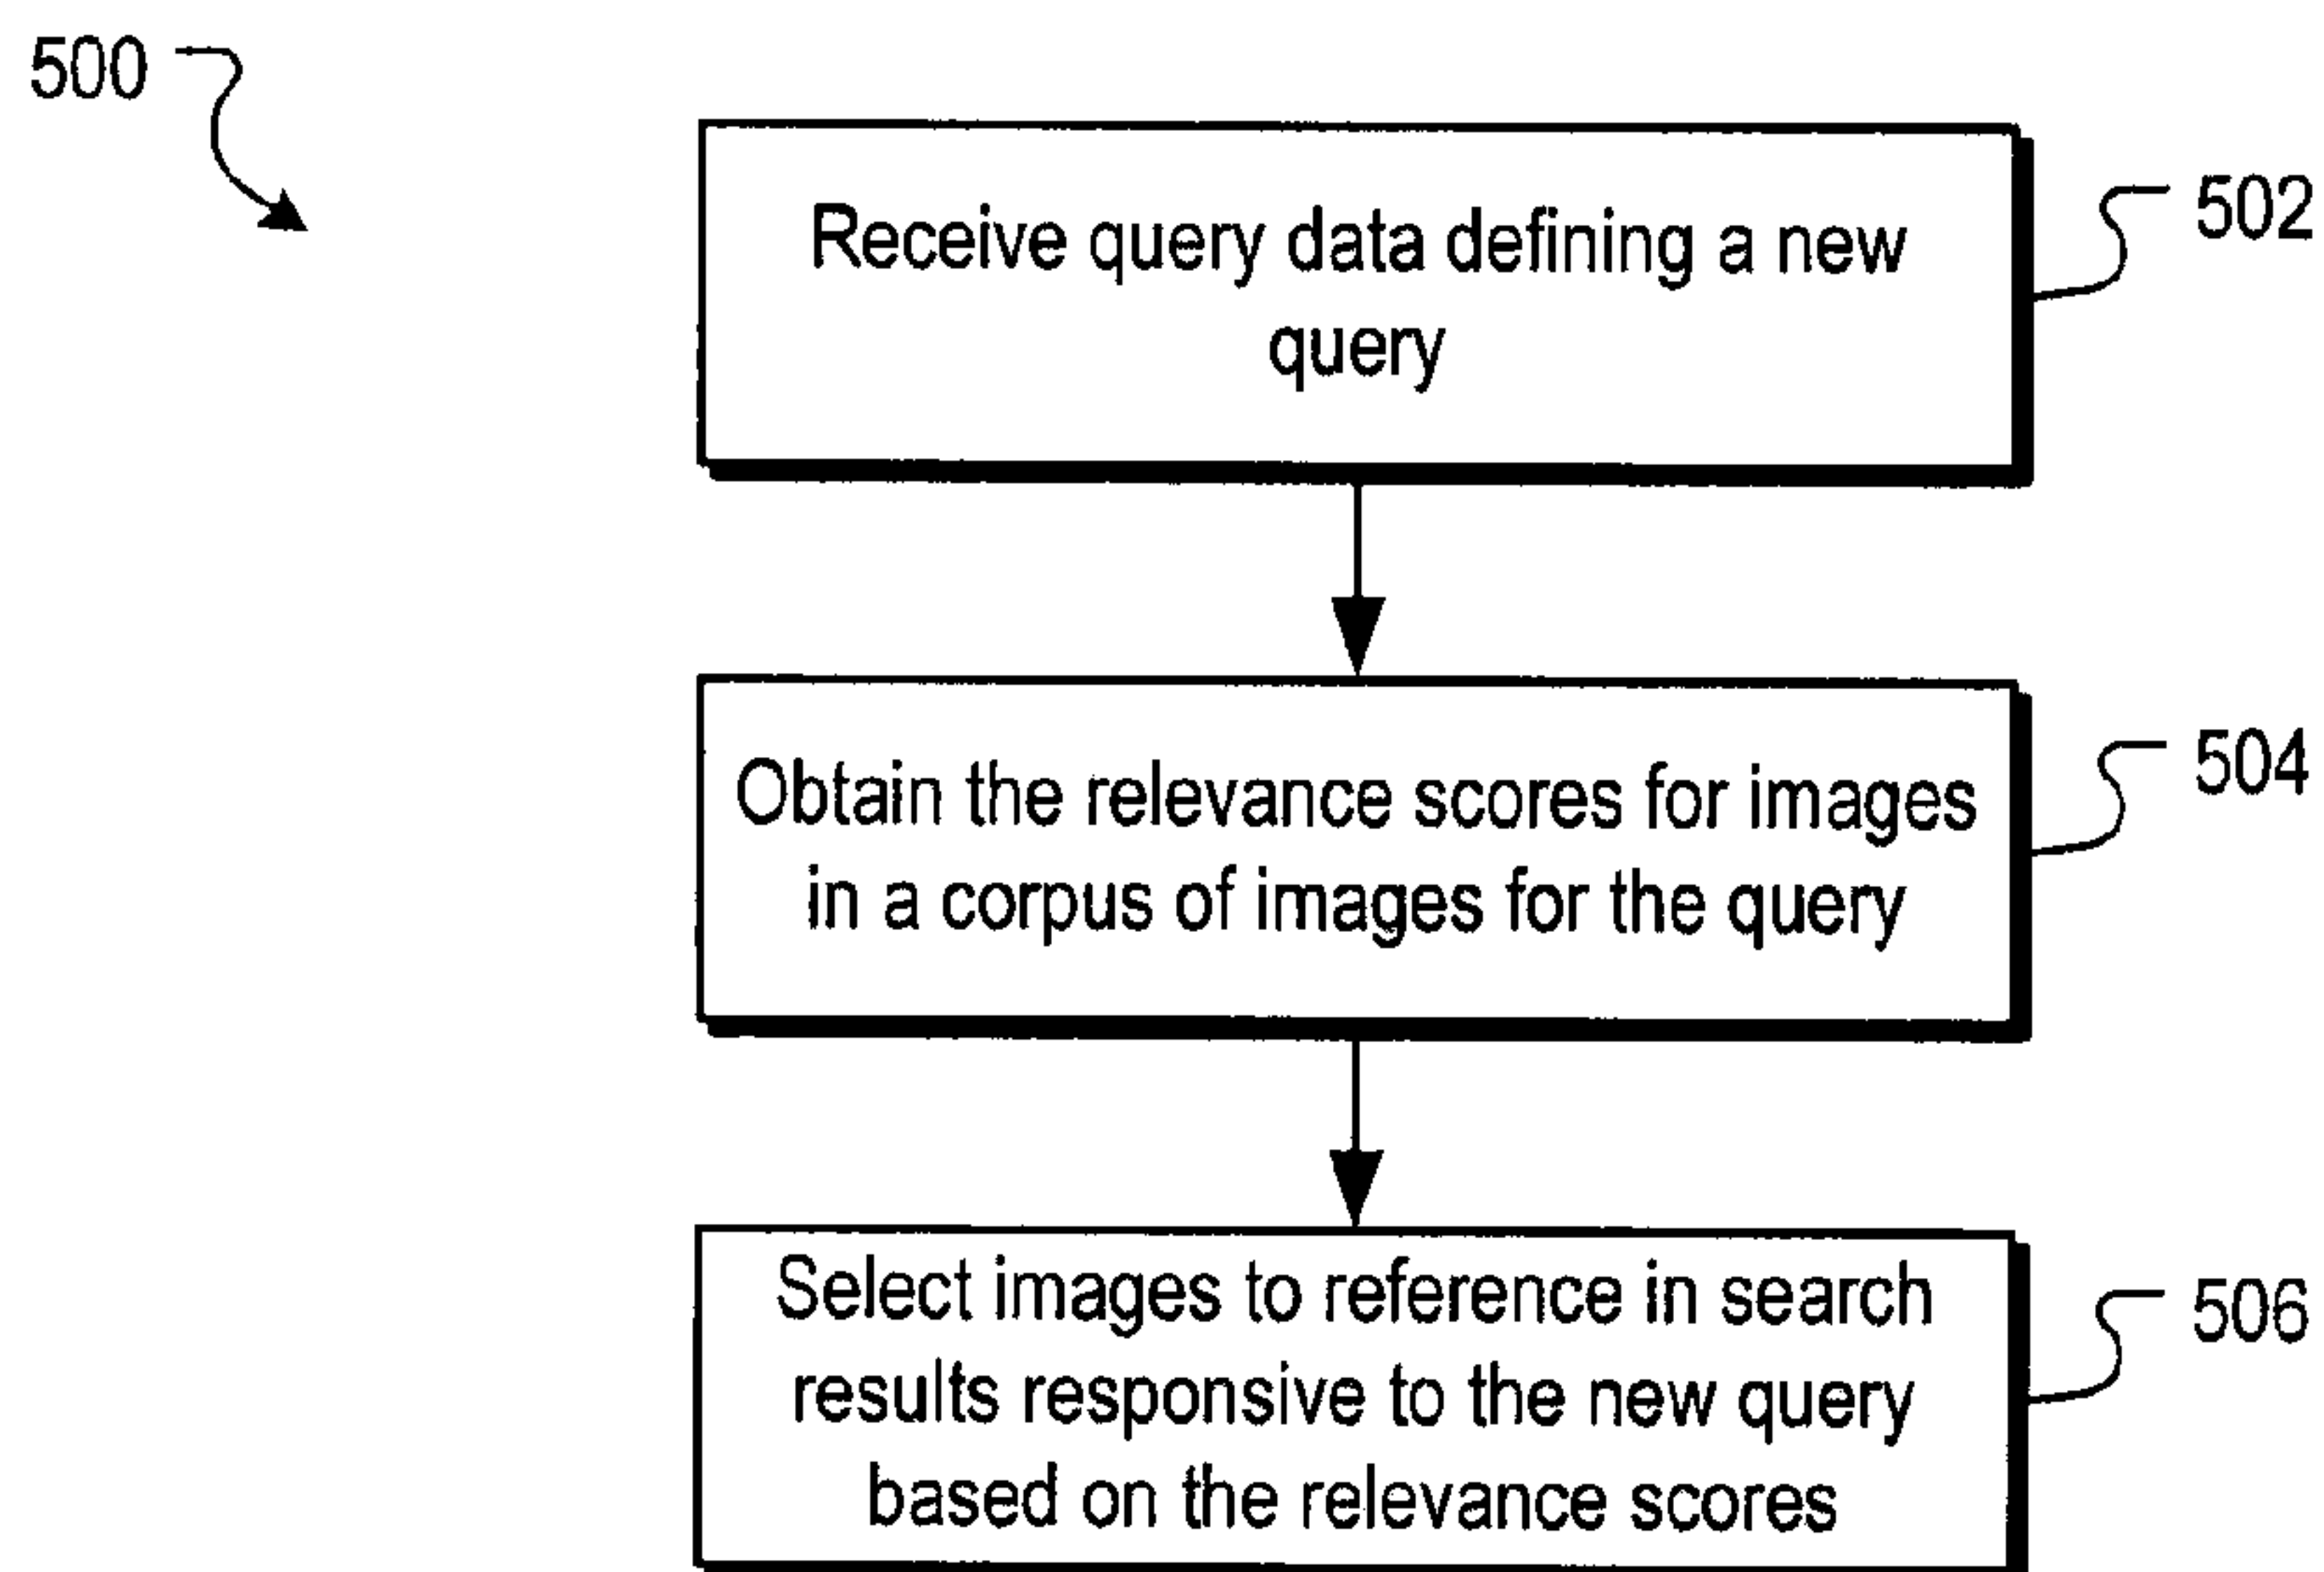 500
Receive query data defining a new
query
502
Obtain the relevance scores for images
in a corpus of images for the query
504
Select images to reference in search
results responsive to the new query
based on the relevance scores
506